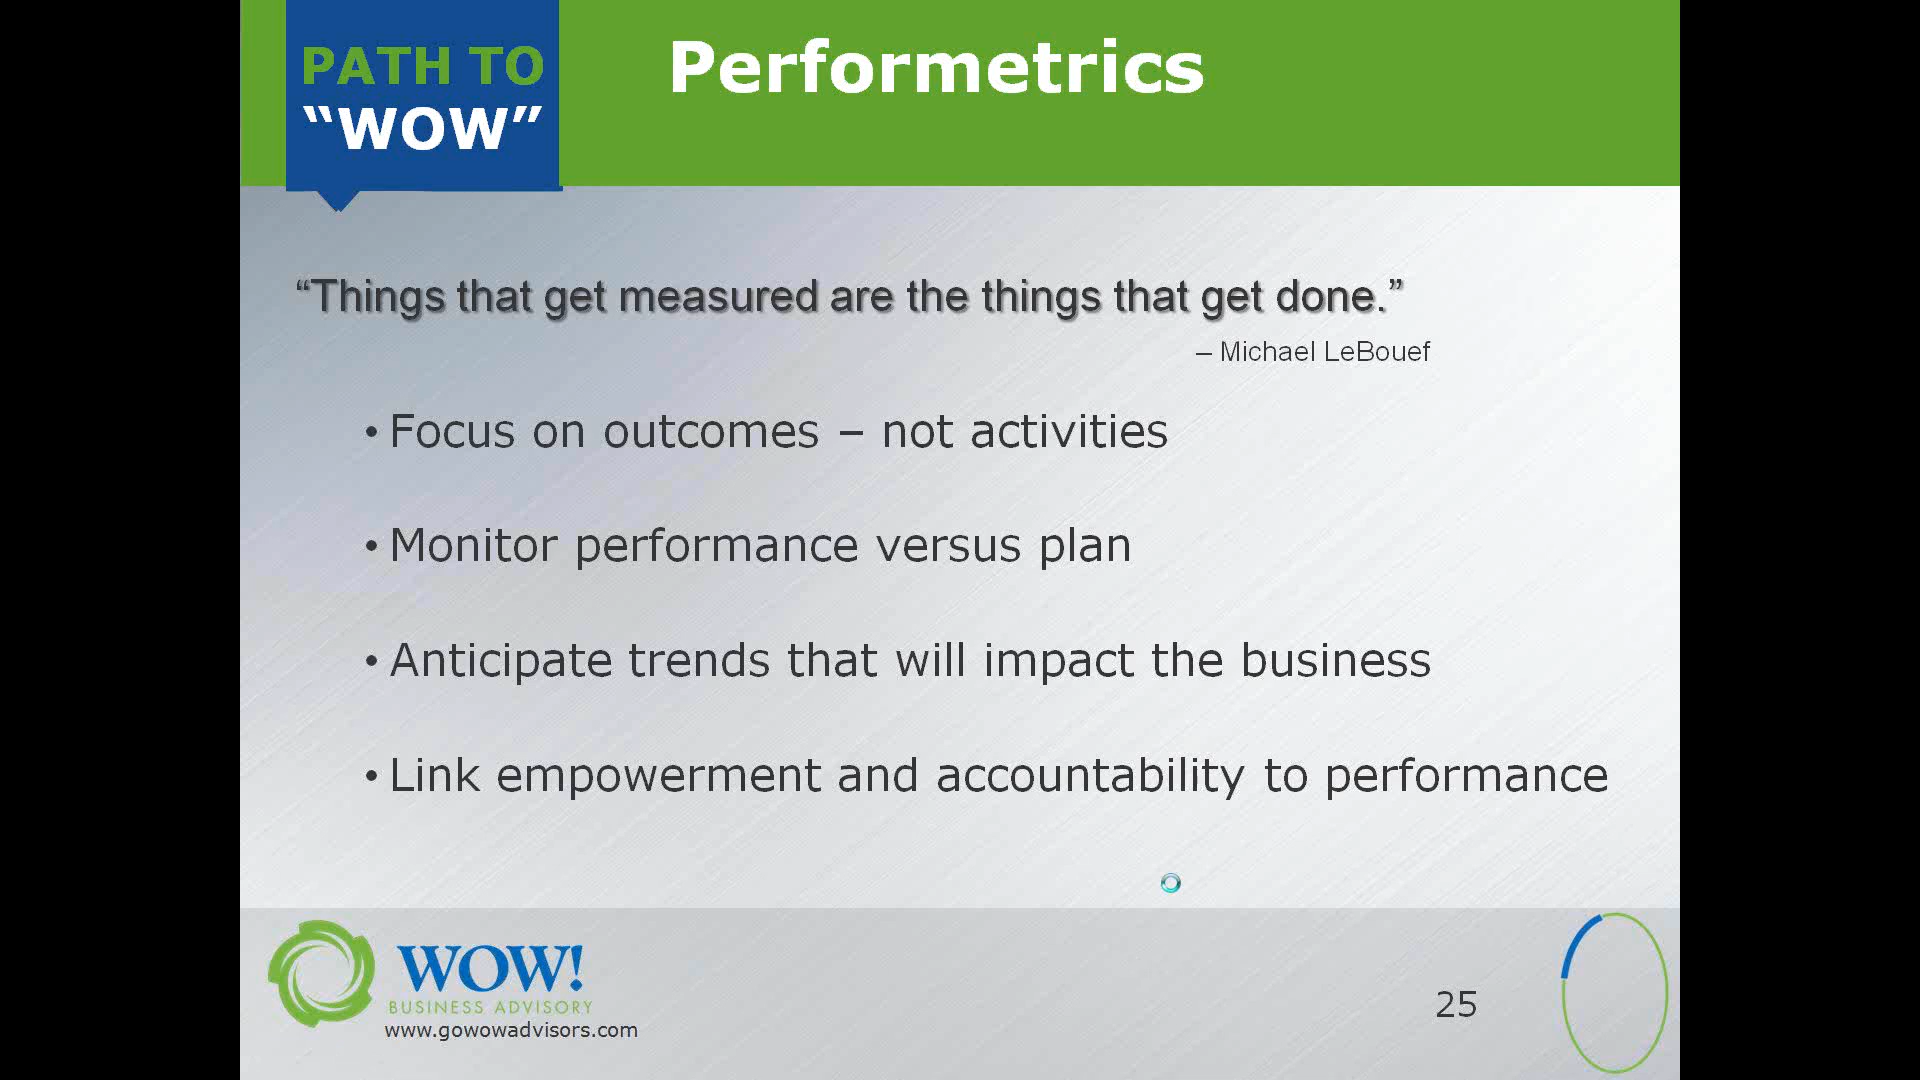 PATH TO
“WOW”
Performetrics
“Things that get measured are the things that get done.”
– Michael LeBouef
• Focus on outcomes – not activities
• Monitor performance versus plan
• Anticipate trends that will impact the business
• Link empowerment and accountability to performance
WOW!
BUSINESS ADVISORY
www.gowowadvisors.com
25